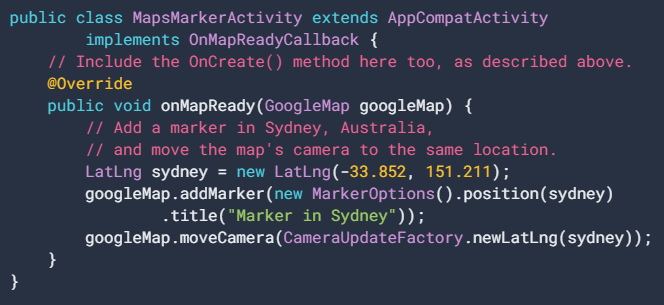 public class MapsMarkerActivity extends AppCompatActivity
        implements OnMapReadyCallback {
    // Include the OnCreate() method here too, as described above.
    @Override
    public void onMapReady(GoogleMap googleMap) {
        // Add a marker in Sydney, Australia,
        // and move the map's camera to the same location.
        LatLng sydney = new LatLng(-33.852, 151.211);
        googleMap.addMarker(new MarkerOptions().position(sydney)
                .title("Marker in Sydney"));
        googleMap.moveCamera(CameraUpdateFactory.newLatLng(sydney));
    }
}